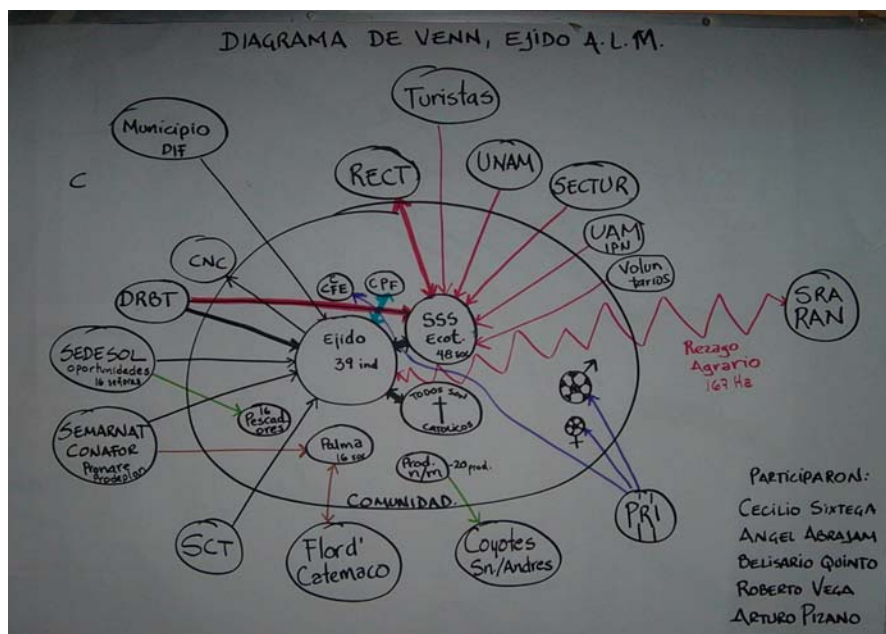 DIAGRAMA DE VENN, EJIDO A.L.M.
Turistas
Municipio
DIF
C
RECT
UNAM
SECTUR
UAM
IPN
Volun
tarios
CNC
DRBT
C
CFE
CPF
SSS
Ecot.
48 soc
Ejido
39 ind
SRA
RAN
Rezago
Agrario
167 Ha
SEDESOL
oportunidades
16 señoras
16
Pescad
ores
TODOS SON
CATOLICOS
SEMARNAT
CONAFOR
Pronare
Prodeplan
Palma
16 soc
Prod.
n/m
-20 prod.
COMUNIDAD.
SCT
Flor d'
Catemaco
Coyotes
Sn/Andres
PRI
PARTICIPARON:
CECILIO SIXTEGA
ANGEL ABRAJAM
BELISARIO QUINTO
ROBERTO VEGA
ARTURO PIZANO